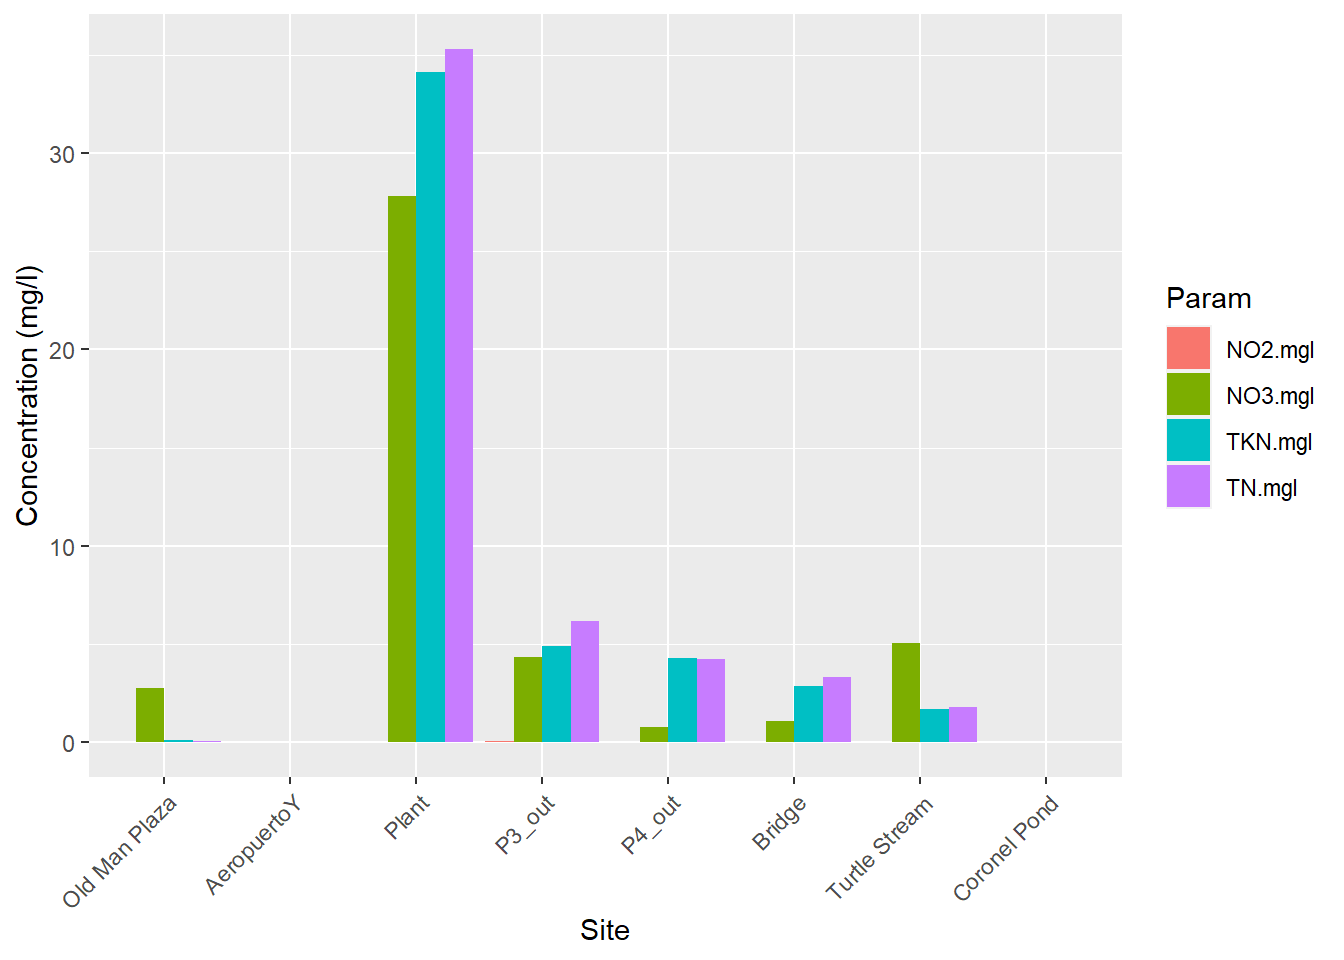 Concentration (mg/l)
30
20
10
0
Old Man Plaza
AeropuertoY
Plant
P3_out
P4_out
Bridge
Turtle Stream
Coronel Pond
Site
Param
NO2.mgl
NO3.mgl
TKN.mgl
TN.mgl